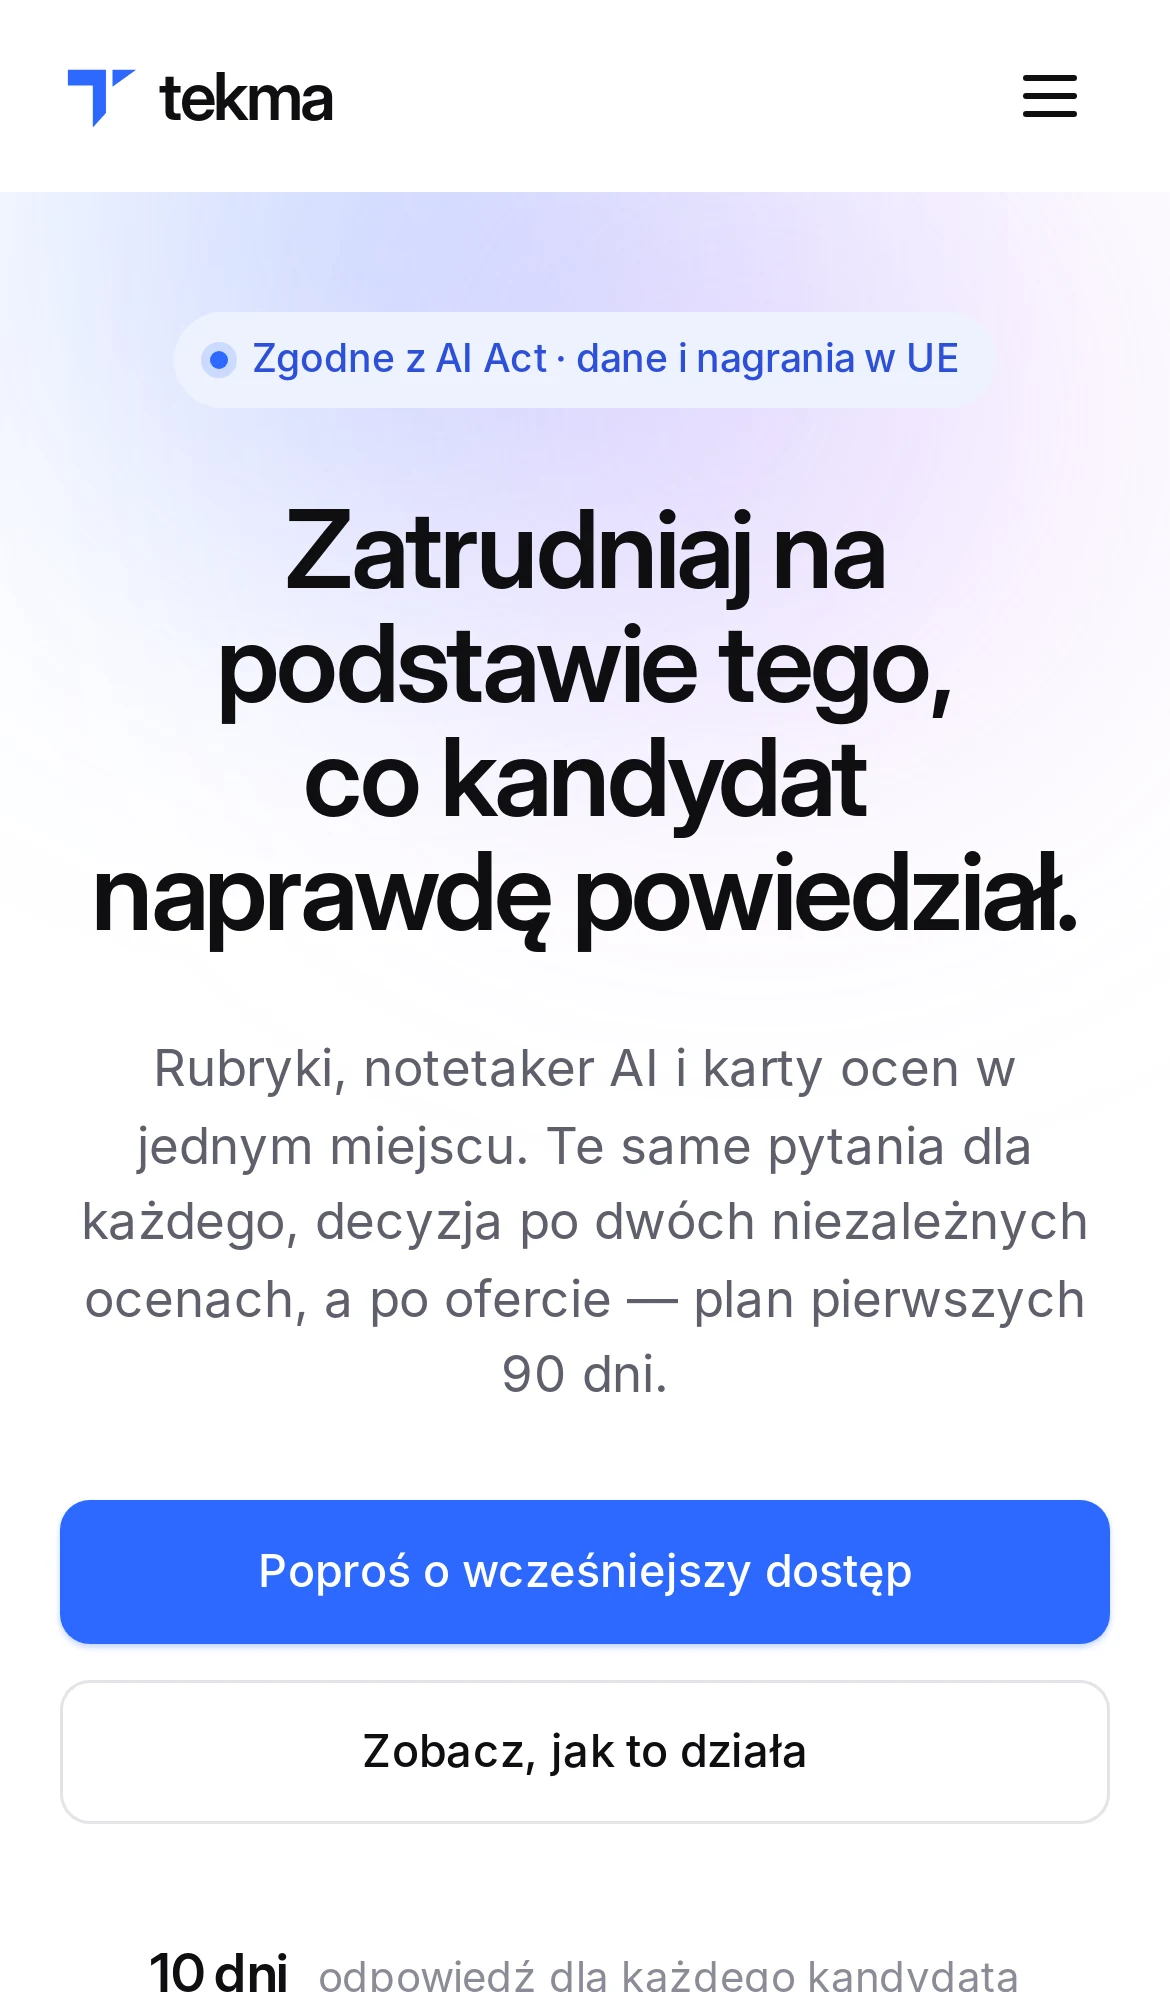 tekma
Zgodne z AI Act · dane i nagrania w UE
Zatrudniaj na
podstawie tego,
co kandydat
naprawdę powiedział.
Rubryki, notetaker AI i karty ocen w
jednym miejscu. Te same pytania dla
każdego, decyzja po dwóch niezależnych
ocenach, a po ofercie — plan pierwszych
90 dni.
Poproś o wcześniejszy dostęp
Zobacz, jak to działa
10 dni odpowiedź dla każdego kandydata